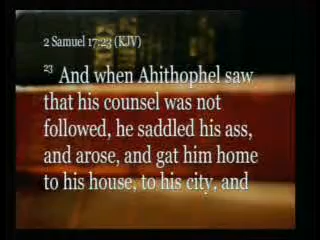 2 Samuel 17:23 (KJV)
23 And when Ahithophel saw
that his counsel was not
followed, he saddled his ass,
and arose, and gat him home
to his house, to his city, and